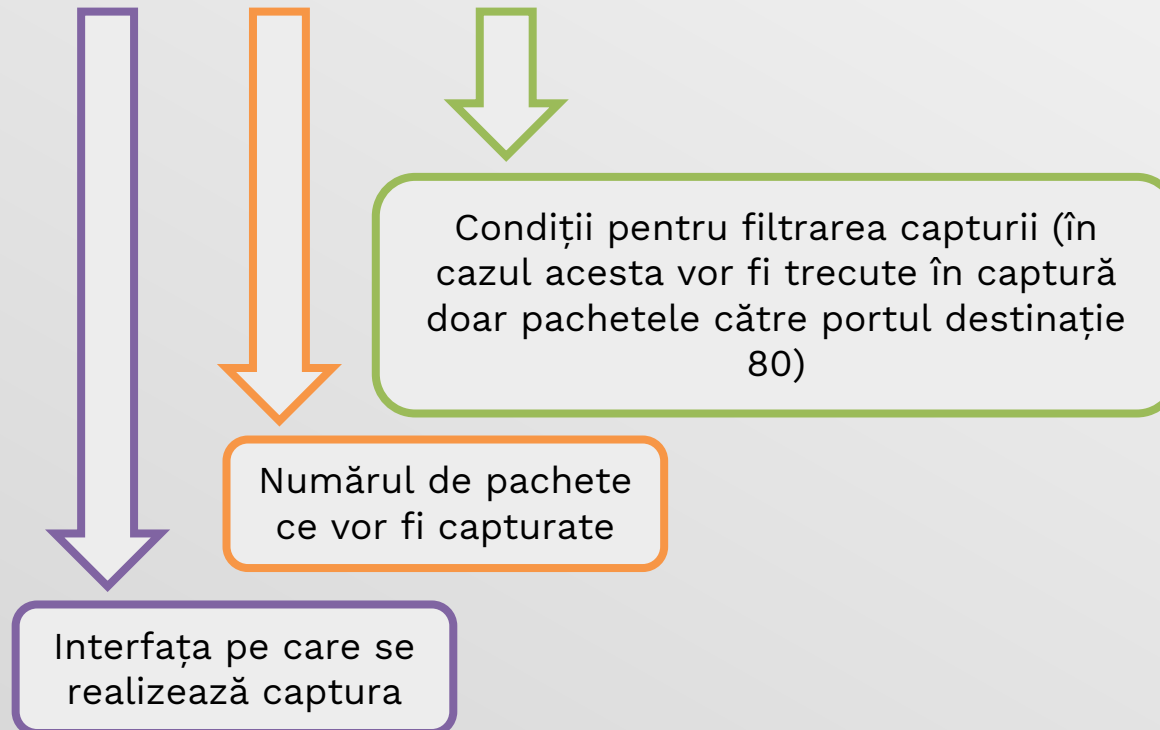 Condiții pentru filtrarea capturii (în
cazul acesta vor fi trecute în captură
doar pachetele către portul destinație
80)
Numărul de pachete
ce vor fi capturate
Interfața pe care se
realizează captura